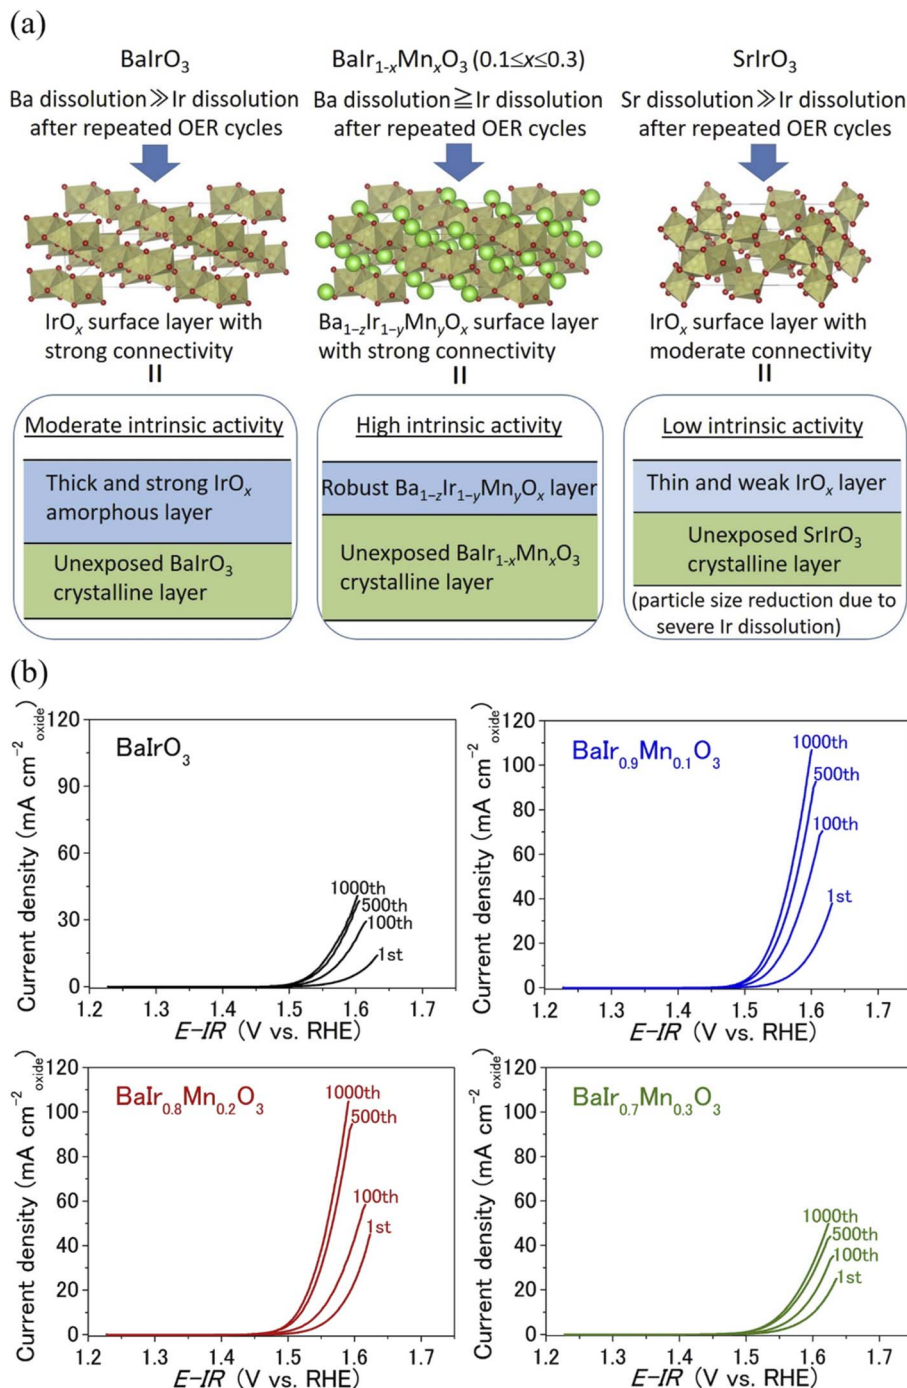 (a)
BaIrO₃
Ba dissolution≫Ir dissolution
after repeated OER cycles
IrOₓ surface layer with
strong connectivity
=
Moderate intrinsic activity
Thick and strong IrOₓ
amorphous layer
Unexposed BaIrO₃
crystalline layer
BaIr₁₋ₓMnₓO₃ (0.1≤x≤0.3)
Ba dissolution≧Ir dissolution
after repeated OER cycles
Ba₁₋zIr₁₋yMnyOₓ surface layer
with strong connectivity
=
High intrinsic activity
Robust Ba₁₋zIr₁₋yMnyOₓ layer
Unexposed BaIr₁₋ₓMnₓO₃
crystalline layer
SrIrO₃
Sr dissolution≫Ir dissolution
after repeated OER cycles
IrOₓ surface layer with
moderate connectivity
=
Low intrinsic activity
Thin and weak IrOₓ layer
Unexposed SrIrO₃
crystalline layer
(particle size reduction due to
severe Ir dissolution)
(b)
Current density (mA cm⁻² oxide)
120
90
60
30
0
BaIrO₃
1000th
500th
100th
1st
1.2 1.3 1.4 1.5 1.6 1.7
E-IR (V vs. RHE)
Current density (mA cm⁻² oxide)
120
100
80
60
40
20
0
BaIr₀.₉Mn₀.₁O₃
1000th
500th
100th
1st
1.2 1.3 1.4 1.5 1.6 1.7
E-IR (V vs. RHE)
Current density (mA cm⁻² oxide)
120
100
80
60
40
20
0
BaIr₀.₈Mn₀.₂O₃
1000th
500th
100th
1st
1.2 1.3 1.4 1.5 1.6 1.7
E-IR (V vs. RHE)
Current density (mA cm⁻² oxide)
120
100
80
60
40
20
0
BaIr₀.₇Mn₀.₃O₃
1000th
500th
100th
1st
1.2 1.3 1.4 1.5 1.6 1.7
E-IR (V vs. RHE)